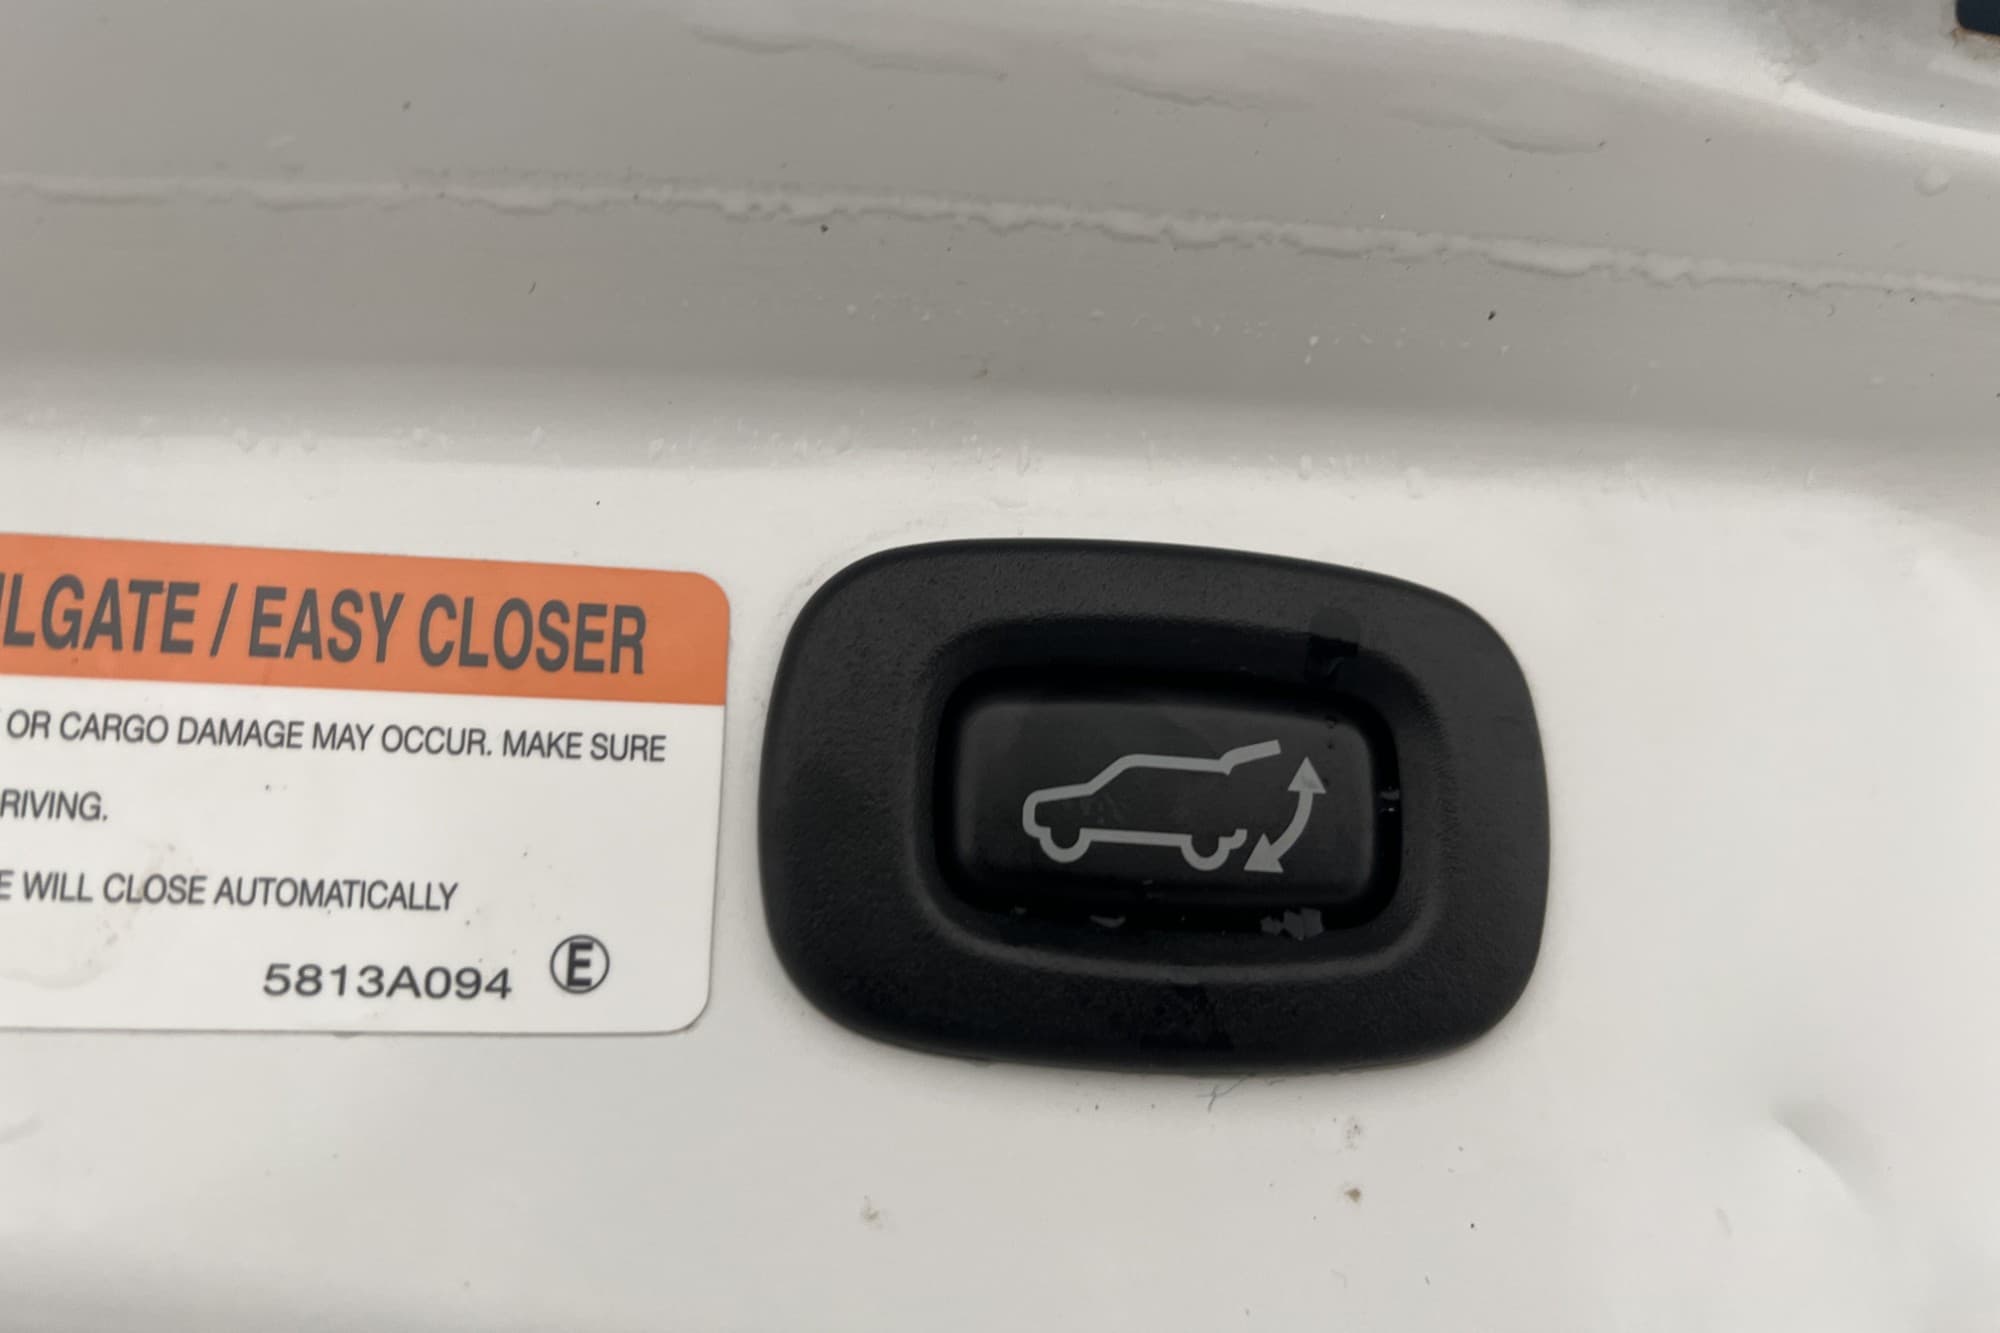 LGATE / EASY CLOSER
OR CARGO DAMAGE MAY OCCUR. MAKE SURE
RIVING.
E WILL CLOSE AUTOMATICALLY
5813A094 E